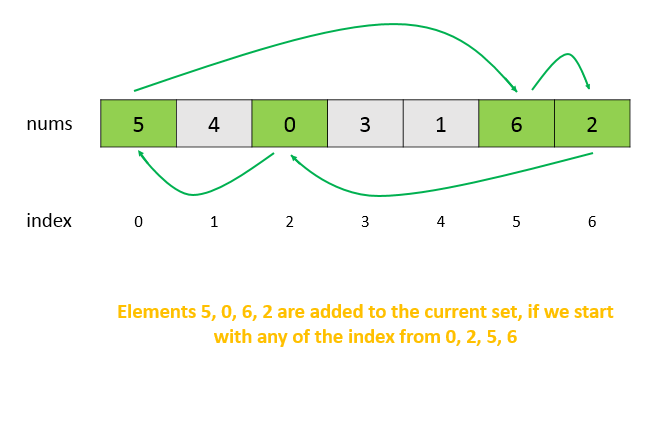 nums 5 4 0 3 1 6 2
index 0 1 2 3 4 5 6
Elements 5, 0, 6, 2 are added to the current set, if we start
with any of the index from 0, 2, 5, 6